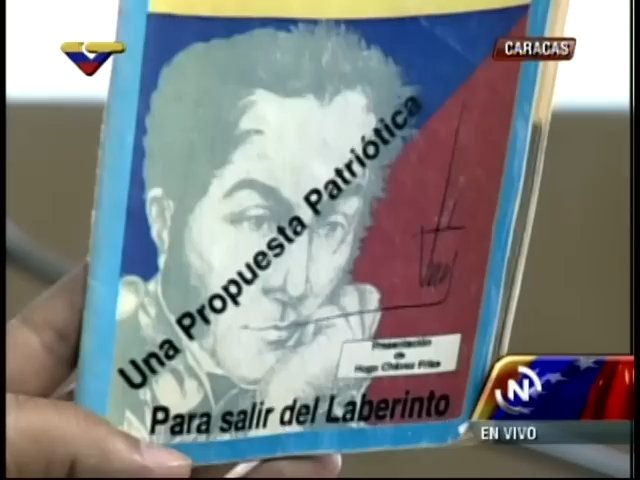 CARACAS
Una Propuesta Patriótica
Presentación
de
Hugo Chávez Frías
Para salir del Laberinto
N
EN VIVO